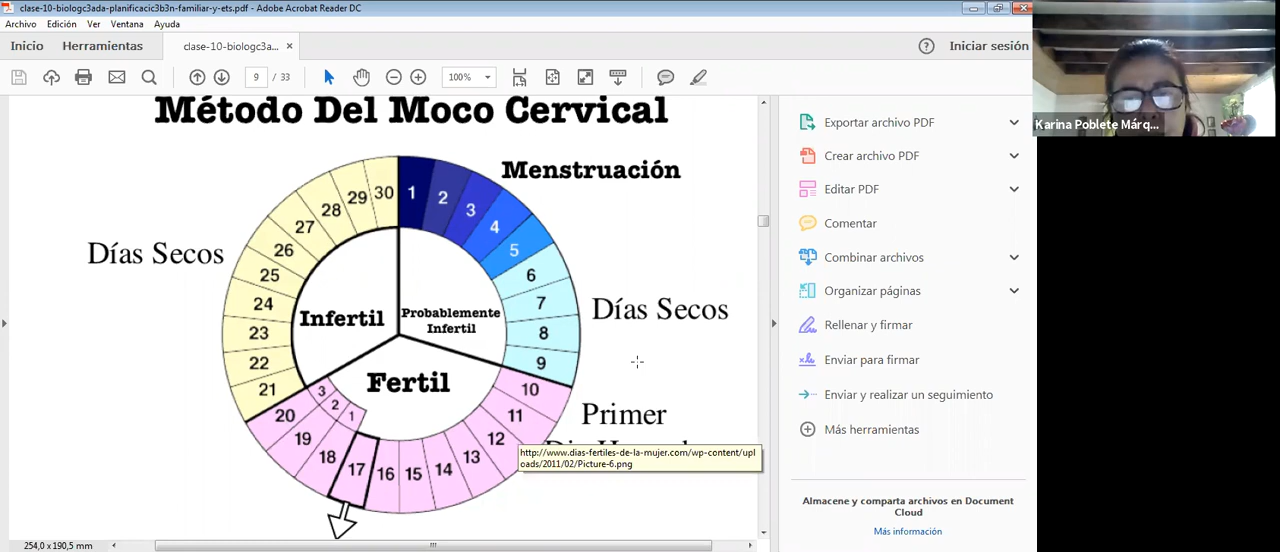 clase-10-biologc3ada-planificacic3b3n-familiar-y-ets.pdf - Adobe Acrobat Reader DC
Archivo Edición Ver Ventana Ayuda
Inicio Herramientas clase-10-biologc3a... × Iniciar sesión
9 / 33 100%
Método Del Moco Cervical
Menstruación
Días Secos
Días Secos
Primer
1
2
3
4
5
6
7
8
9
10
11
12
13
14
15
16
17
18
19
20
21
22
23
24
25
26
27
28
29
30
Infertil
Probablemente
Infertil
Fertil
3
2
1
http://www.dias-fertiles-de-la-mujer.com/wp-content/upl
oads/2011/02/Picture-6.png
254,0 x 190,5 mm
Exportar archivo PDF
Crear archivo PDF
Editar PDF
Comentar
Combinar archivos
Organizar páginas
Rellenar y firmar
Enviar para firmar
Enviar y realizar un seguimiento
Más herramientas
Almacene y comparta archivos en Document
Cloud
Más información
Karina Poblete Márq...